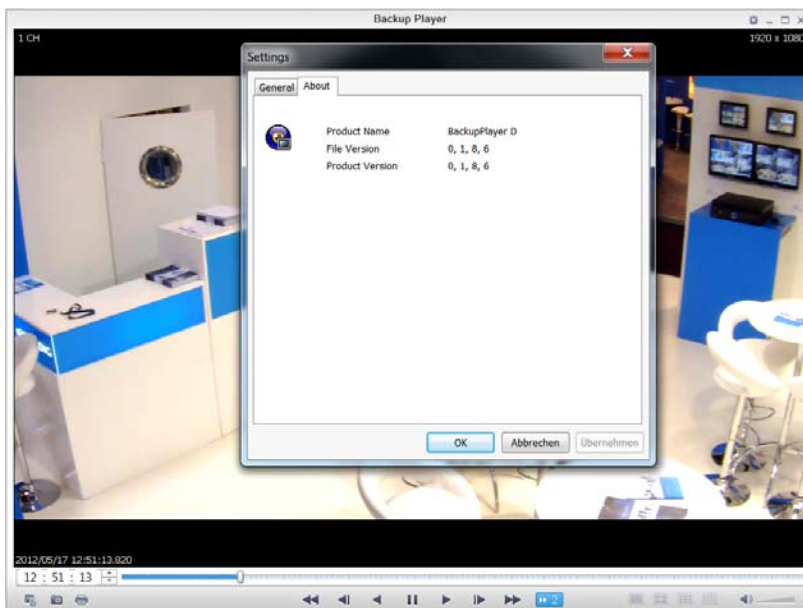 Backup Player
1 CH
1920 x 1080
Settings
General
About
Product Name
BackupPlayer D
File Version
0, 1, 8, 6
Product Version
0, 1, 8, 6
OK
Abbrechen
Übernehmen
2012/05/17 12:51:13.820
12 : 51 : 13
2